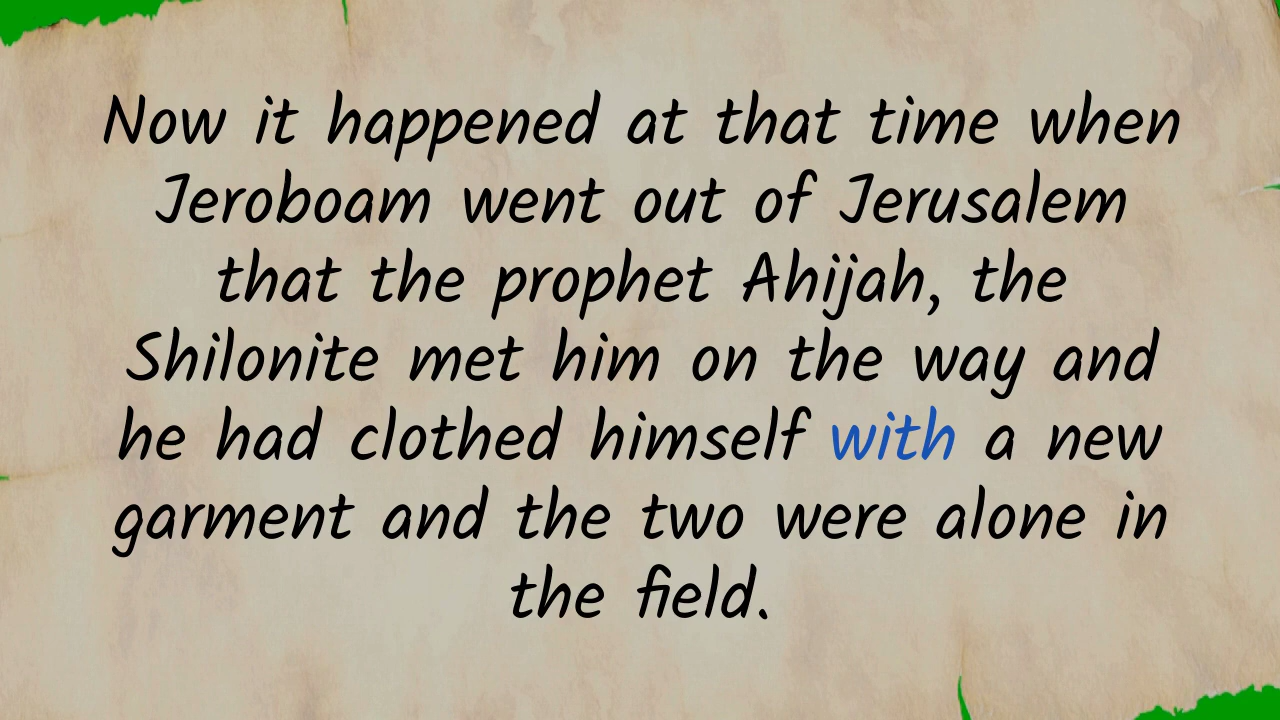 Now it happened at that time when
Jeroboam went out of Jerusalem
that the prophet Ahijah, the
Shilonite met him on the way and
he had clothed himself with a new
garment and the two were alone in
the field.